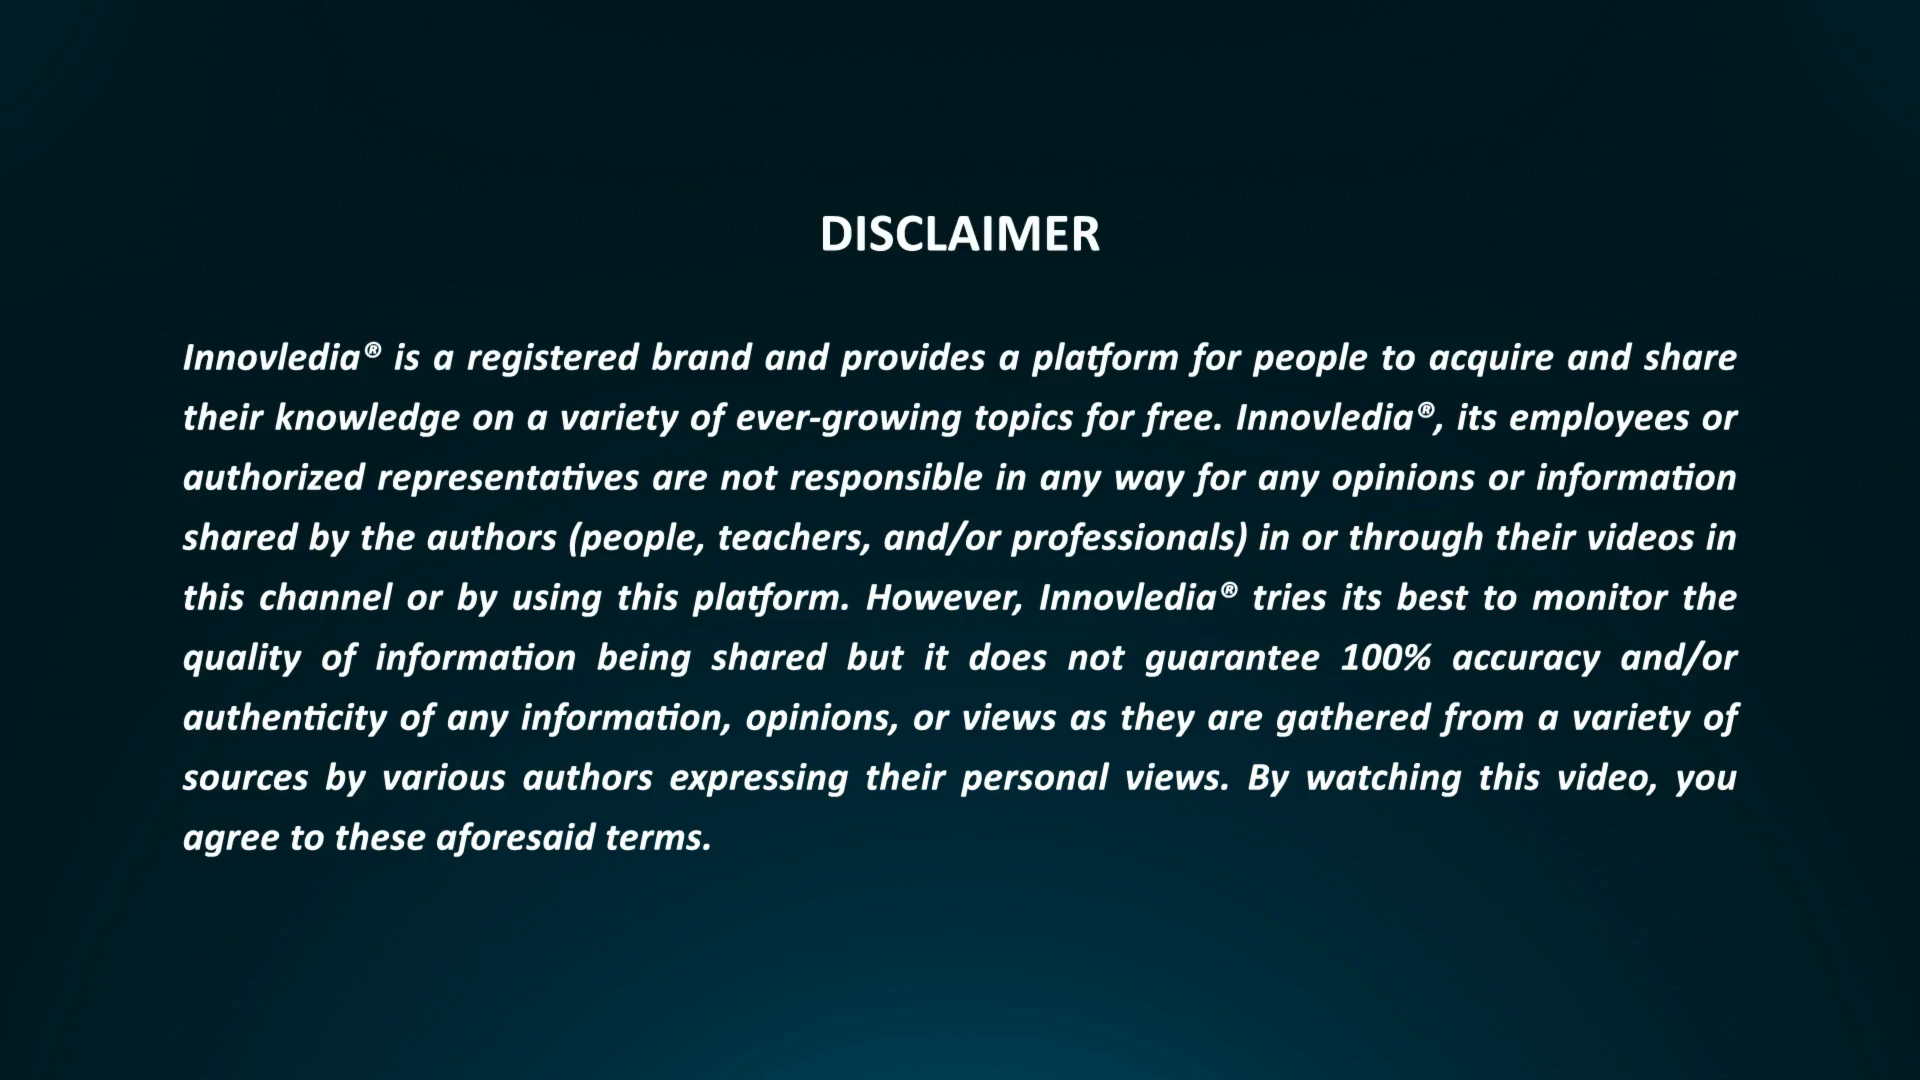 DISCLAIMER
Innovledia® is a registered brand and provides a platform for people to acquire and share
their knowledge on a variety of ever-growing topics for free. Innovledia®, its employees or
authorized representatives are not responsible in any way for any opinions or information
shared by the authors (people, teachers, and/or professionals) in or through their videos in
this channel or by using this platform. However, Innovledia® tries its best to monitor the
quality of information being shared but it does not guarantee 100% accuracy and/or
authenticity of any information, opinions, or views as they are gathered from a variety of
sources by various authors expressing their personal views. By watching this video, you
agree to these aforesaid terms.